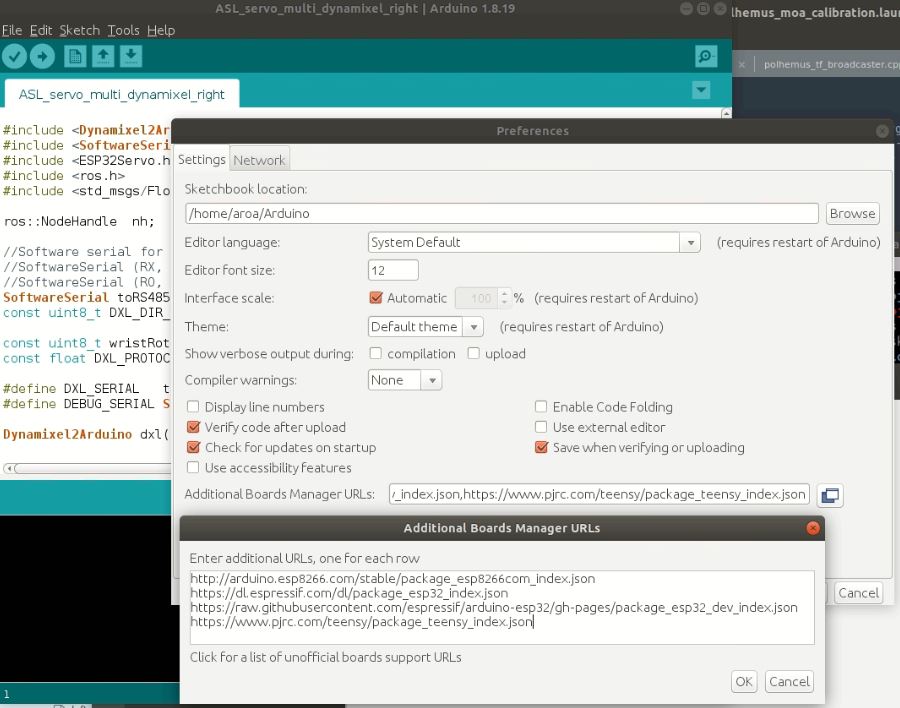 ASL_servo_multi_dynamixel_right | Arduino 1.8.19
lhemus_moa_calibration.laun
File Edit Sketch Tools Help
polhemus_tf_broadcaster.cpp
ASL_servo_multi_dynamixel_right
#include <Dynamixel2Ar
#include <SoftwareSeri
#include <ESP32Servo.h
#include <ros.h>
#include <std_msgs/Flo
ros::NodeHandle nh;
//Software serial for
//SoftwareSerial (RX,
//SoftwareSerial (RO,
SoftwareSerial toRS485
const uint8_t DXL_DIR_
const uint8_t wristRot
const float DXL_PROTOC
#define DXL_SERIAL t
#define DEBUG_SERIAL S
Dynamixel2Arduino dxl(
1
Preferences
Settings Network
Sketchbook location:
/home/aroa/Arduino Browse
Editor language: System Default (requires restart of Arduino)
Editor font size: 12
Interface scale: Automatic 100 % (requires restart of Arduino)
Theme: Default theme (requires restart of Arduino)
Show verbose output during: compilation upload
Compiler warnings: None
Display line numbers Enable Code Folding
Verify code after upload Use external editor
Check for updates on startup Save when verifying or uploading
Use accessibility features
Additional Boards Manager URLs: _index.json,https://www.pjrc.com/teensy/package_teensy_index.json
Cancel
Additional Boards Manager URLs
Enter additional URLs, one for each row
http://arduino.esp8266.com/stable/package_esp8266com_index.json
https://dl.espressif.com/dl/package_esp32_index.json
https://raw.githubusercontent.com/espressif/arduino-esp32/gh-pages/package_esp32_dev_index.json
https://www.pjrc.com/teensy/package_teensy_index.json
Click for a list of unofficial boards support URLs
OK Cancel